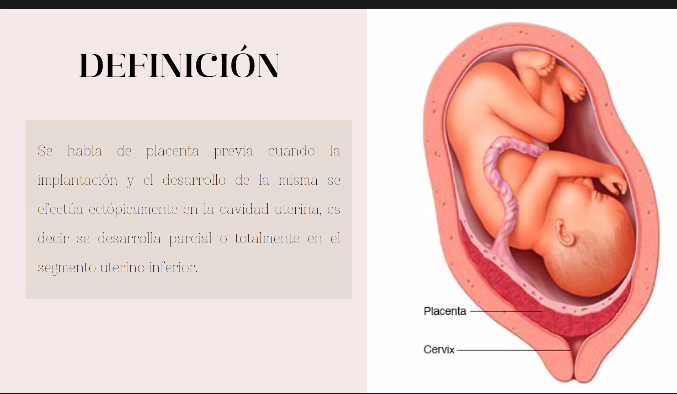 DEFINICIÓN
Se habla de placenta previa cuando la
implantación y el desarrollo de la misma se
efectúa ectópicamente en la cavidad uterina, es
decir se desarrolla parcial o totalmente en el
segmento uterino inferior.
Placenta
Cervix